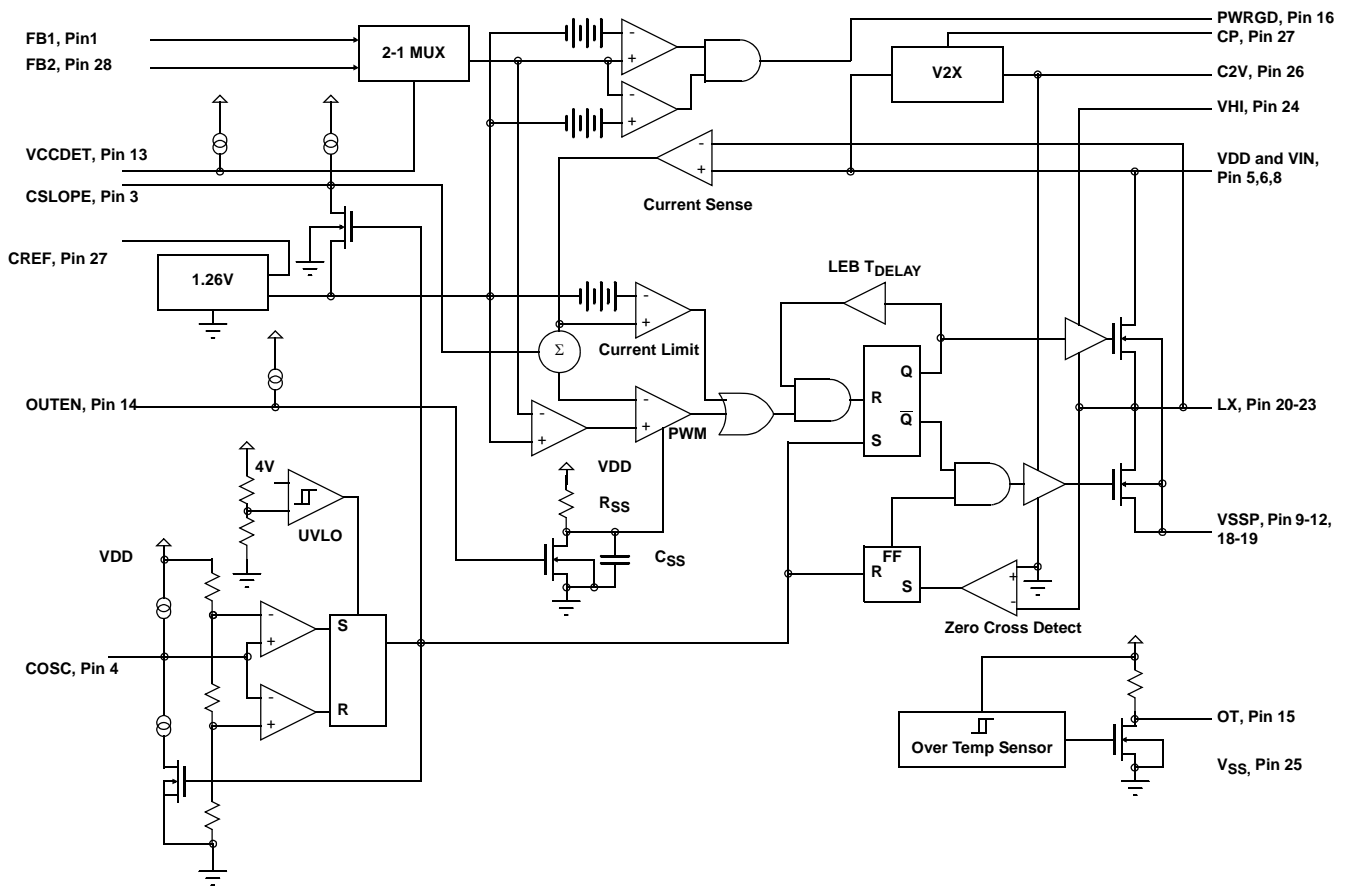 FB1, Pin1
FB2, Pin 28
2-1 MUX
PWRGD, Pin 16
CP, Pin 27
V2X
C2V, Pin 26
VHI, Pin 24
VCCDET, Pin 13
VDD and VIN,
Pin 5,6,8
CSLOPE, Pin 3
-
+
-
+
-
+
Current Sense
CREF, Pin 27
1.26V
LEB TDELAY
-
+
Current Limit
Σ
OUTEN, Pin 14
Q
R
Q
S
LX, Pin 20-23
-
+
-
+
PWM
4V
UVLO
VDD
RSS
CSS
VDD
VSSP, Pin 9-12,
18-19
FF
R
S
+
-
Zero Cross Detect
-
+
S
COSC, Pin 4
-
+
R
OT, Pin 15
Over Temp Sensor
VSS, Pin 25